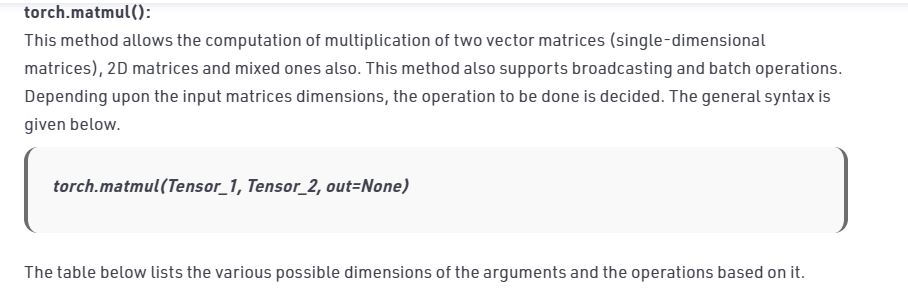 torch.matmul():
This method allows the computation of multiplication of two vector matrices (single-dimensional
matrices), 2D matrices and mixed ones also. This method also supports broadcasting and batch operations.
Depending upon the input matrices dimensions, the operation to be done is decided. The general syntax is
given below.
torch.matmul(Tensor_1, Tensor_2, out=None)
The table below lists the various possible dimensions of the arguments and the operations based on it.